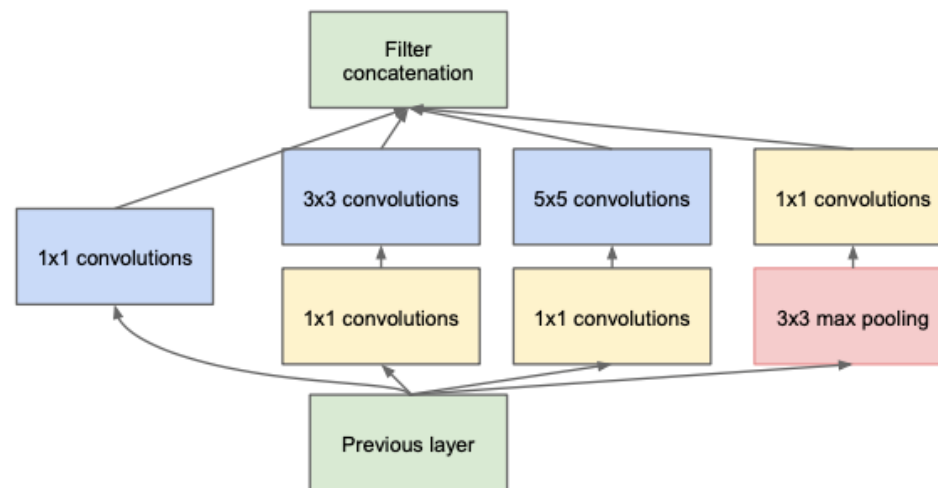 Filter
concatenation
3x3 convolutions
5x5 convolutions
1x1 convolutions
1x1 convolutions
1x1 convolutions
1x1 convolutions
3x3 max pooling
Previous layer